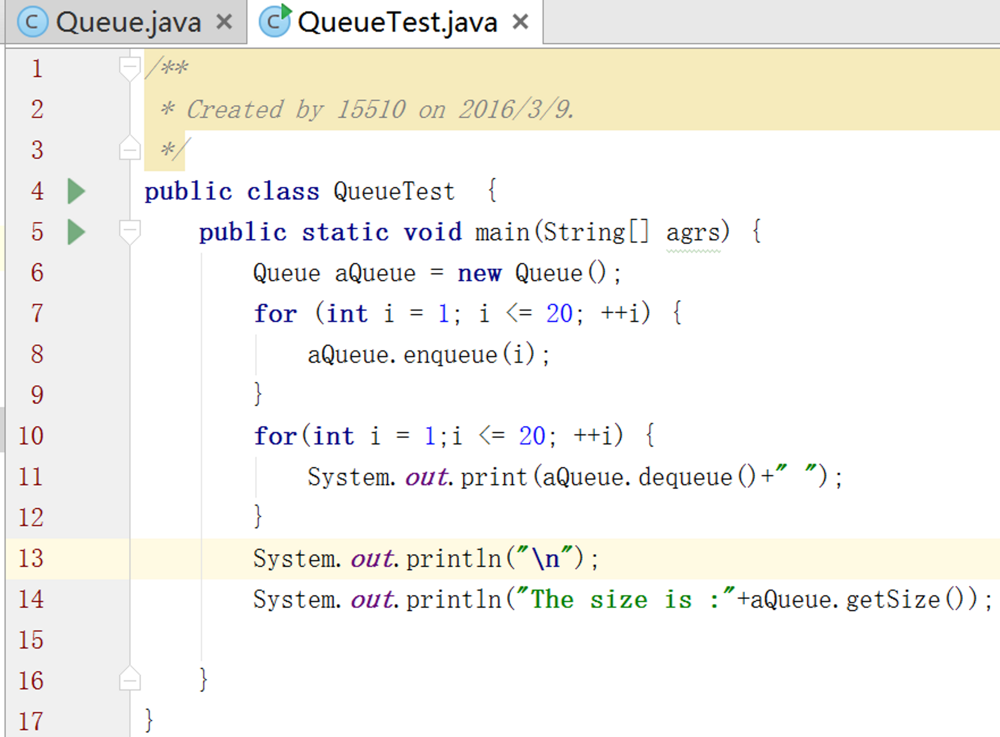 Queue.java QueueTest.java
1 /**
2 * Created by 15510 on 2016/3/9.
3 */
4 public class QueueTest {
5 public static void main(String[] agrs) {
6 Queue aQueue = new Queue();
7 for (int i = 1; i <= 20; ++i) {
8 aQueue.enqueue(i);
9 }
10 for(int i = 1;i <= 20; ++i) {
11 System.out.print(aQueue.dequeue()+" ");
12 }
13 System.out.println("\n");
14 System.out.println("The size is :"+aQueue.getSize());
15
16 }
17 }